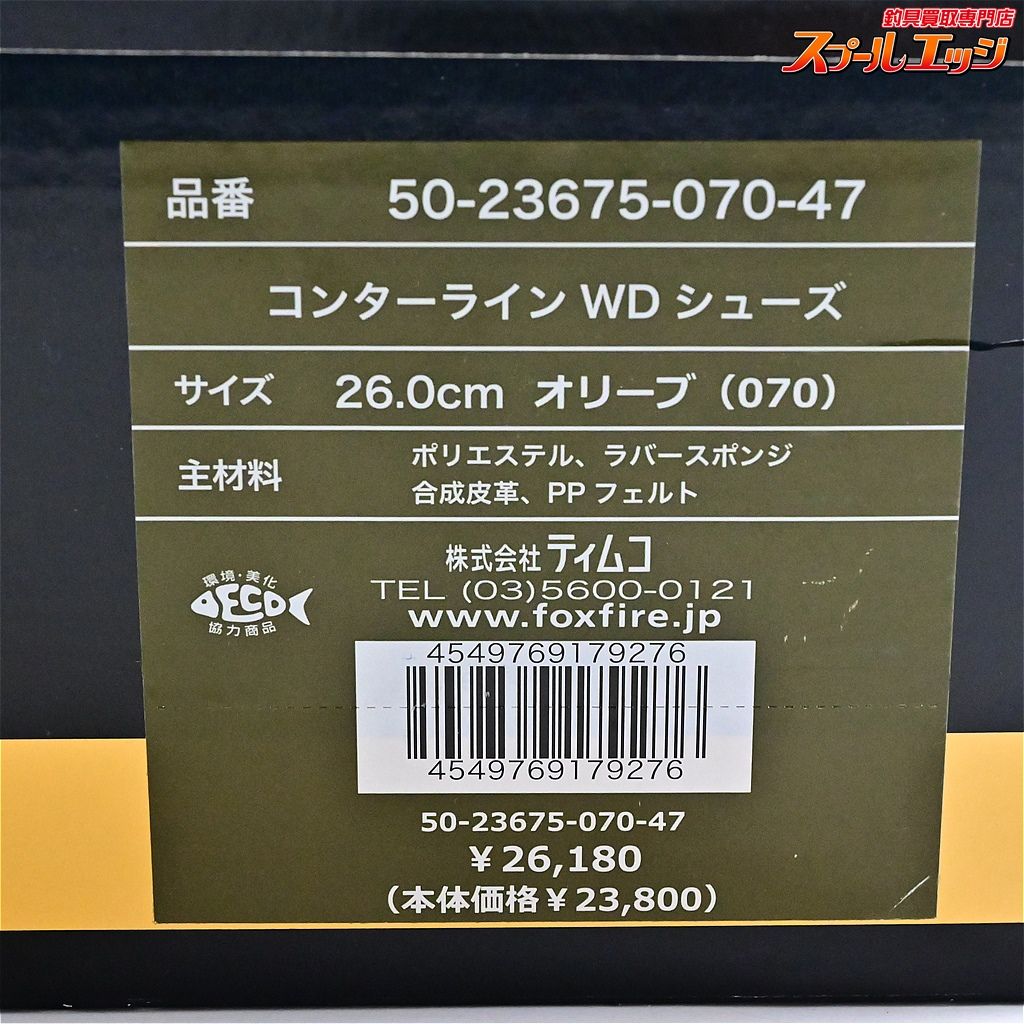 釣具買取専門店
スプールエッジ
品番 50-23675-070-47
コンターライン WD シューズ
サイズ 26.0cm オリーブ（070）
主材料 ポリエステル、ラバースポンジ
合成皮革、PP フェルト
株式会社 ティムコ
TEL (03)5600-0121
www.foxfire.jp
環境・美化
ECO
協力商品
4549769179276
4549769179276
50-23675-070-47
￥26,180
（本体価格￥23,800）